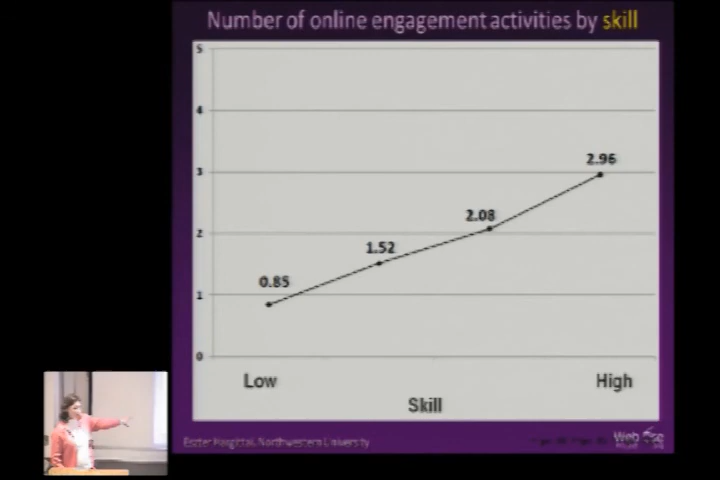 Number of online engagement activities by skill
5
4
3
2
1
0
2.96
2.08
1.52
0.85
Low
High
Skill
Eszter Hargittai, Northwestern University
Web Use